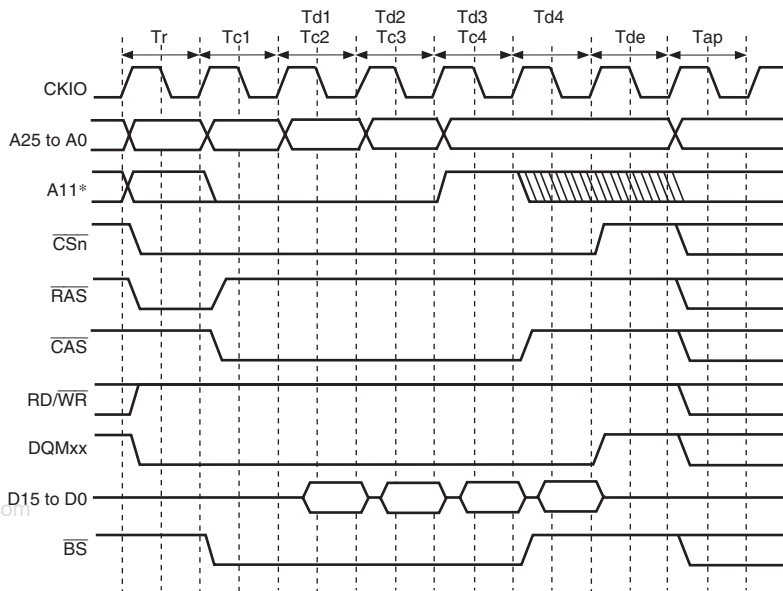 Td1 Td2 Td3 Td4
Tr Tc1 Tc2 Tc3 Tc4 Tde Tap
CKIO
A25 to A0
A11*
CSn
RAS
CAS
RD/WR
DQMxx
D15 to D0
om
BS